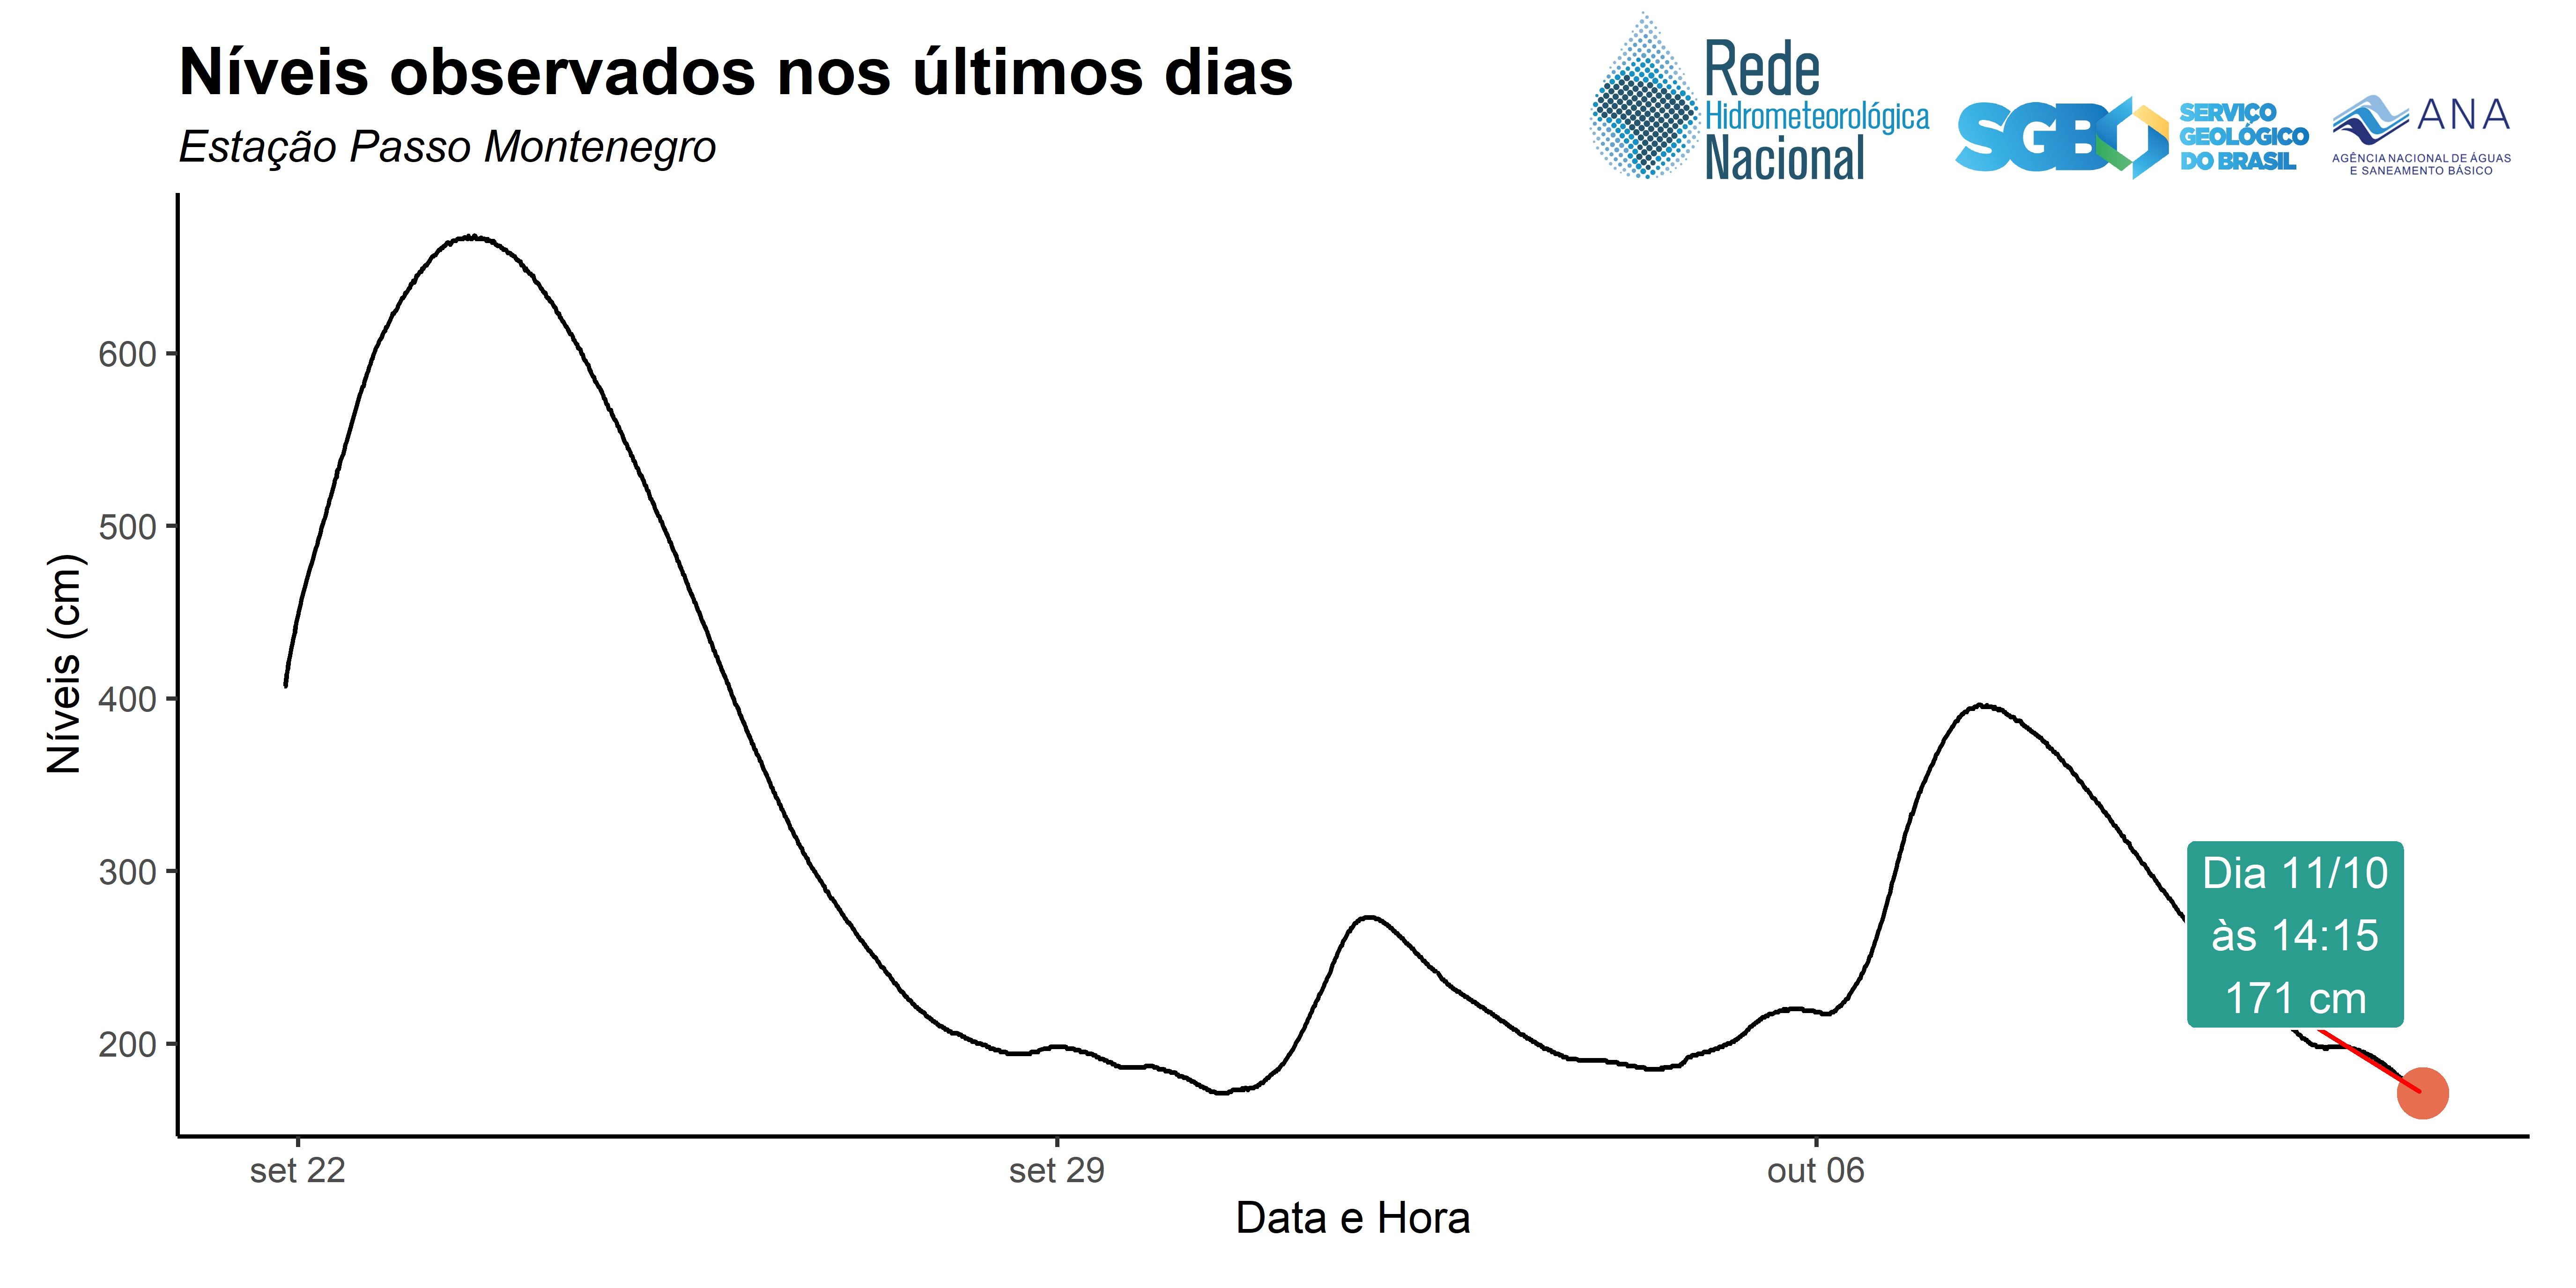 Níveis observados nos últimos dias
Estação Passo Montenegro
Rede
Hidrometeorológica
Nacional
SGB
SERVIÇO
GEOLÓGICO
DO BRASIL
ANA
AGÊNCIA NACIONAL DE ÁGUAS
E SANEAMENTO BÁSICO
Níveis (cm)
600
500
400
300
200
Dia 11/10
às 14:15
171 cm
set 22
set 29
out 06
Data e Hora